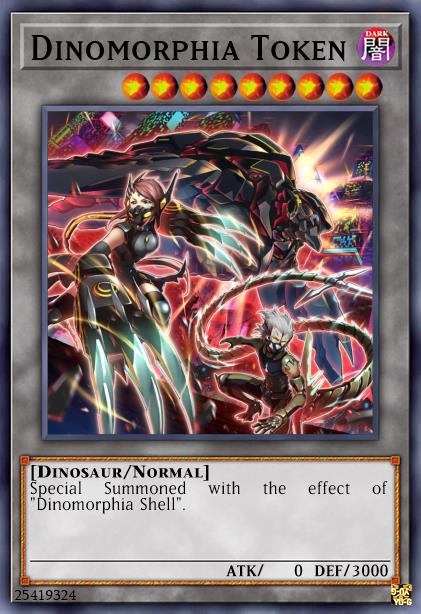 DINOMORPHIA TOKEN
DARK
闇
[DINOSAUR/NORMAL]
Special Summoned with the effect of
"Dinomorphia Shell".
ATK/ 0 DEF/3000
25419324